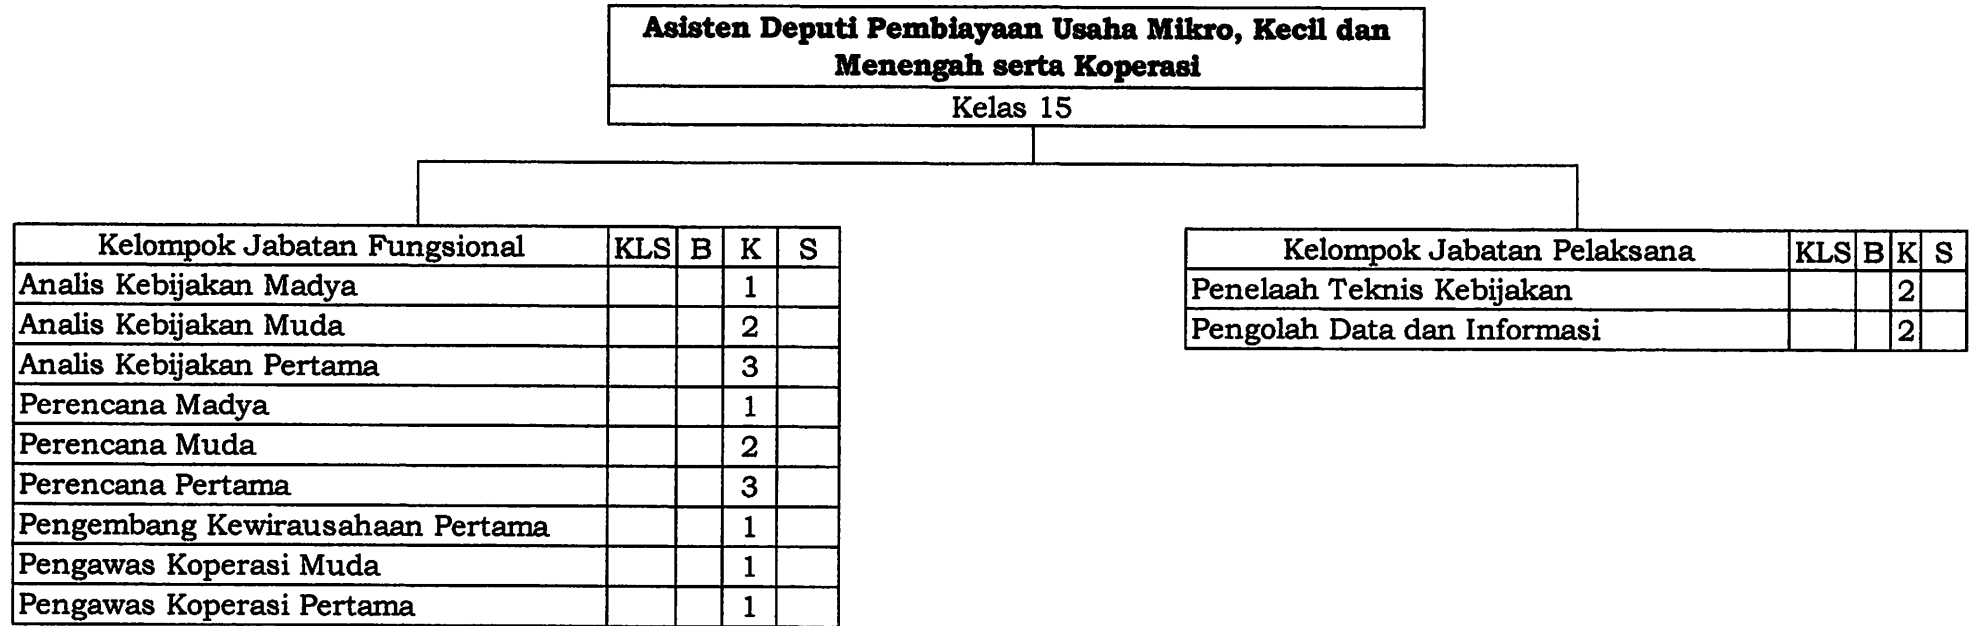 Asisten Deputi Pembiayaan Usaha Mikro, Kecil dan
Menengah serta Koperasi
Kelas 15
Kelompok Jabatan Fungsional KLS B K S
Analis Kebijakan Madya 1
Analis Kebijakan Muda 2
Analis Kebijakan Pertama 3
Perencana Madya 1
Perencana Muda 2
Perencana Pertama 3
Pengembang Kewirausahaan Pertama 1
Pengawas Koperasi Muda 1
Pengawas Koperasi Pertama 1
Kelompok Jabatan Pelaksana KLS B K S
Penelaah Teknis Kebijakan 2
Pengolah Data dan Informasi 2